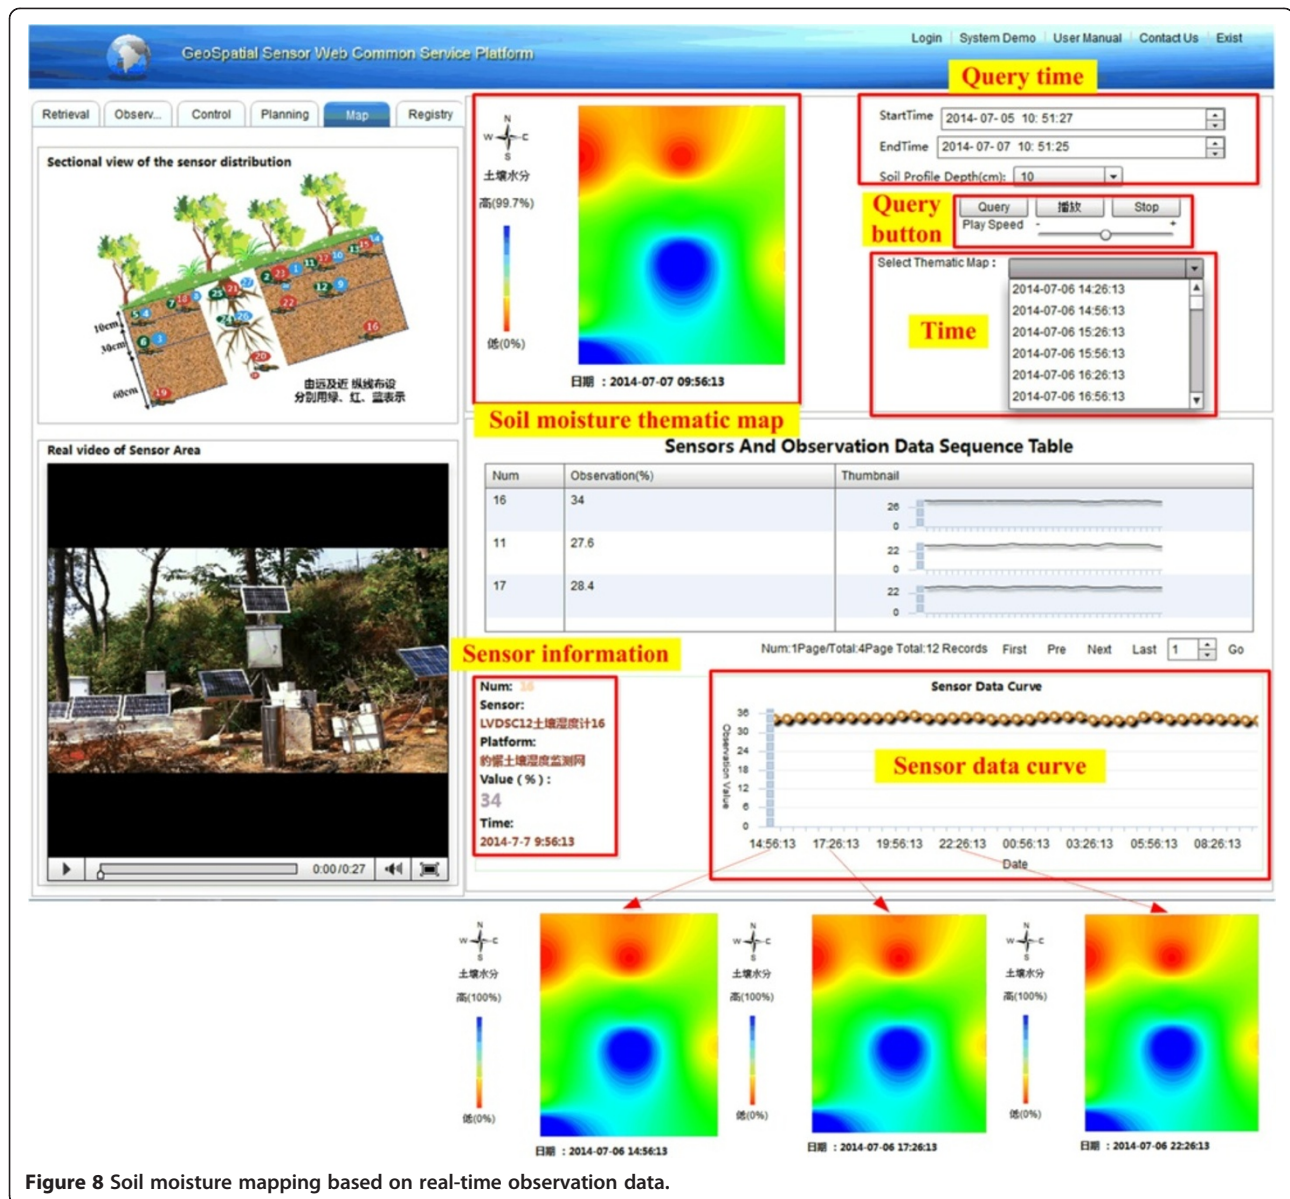 GeoSpatial Sensor Web Common Service Platform
Login System Demo User Manual Contact Us Exist
Retrieval Observ... Control Planning Map Registry
Sectional view of the sensor distribution
10cm
30cm
60cm
由远及近 纵线布设
分别用绿、红、蓝表示
N
W
S
土壤水分
高(99.7%)
低(0%)
日期 : 2014-07-07 09:56:13
Soil moisture thematic map
Query time
StartTime 2014-07-05 10:51:27
EndTime 2014-07-07 10:51:25
Soil Profile Depth(cm): 10
Query button
Query 播放 Stop
Play Speed - +
Select Thematic Map :
Time
2014-07-06 14:26:13
2014-07-06 14:56:13
2014-07-06 15:26:13
2014-07-06 15:56:13
2014-07-06 16:26:13
2014-07-06 16:56:13
Real video of Sensor Area
0:00/0:27
Sensors And Observation Data Sequence Table
Num Observation(%) Thumbnail
16 34 26 0
11 27.6 22 0
17 28.4 22 0
Num:1Page/Total:4Page Total:12 Records First Pre Next Last 1 Go
Sensor information
Num: 16
Sensor:
LVDSC12土壤湿度计16
Platform:
土壤湿度监测网
Value ( % ) :
34
Time:
2014-7-7 9:56:13
Sensor Data Curve
Observation Value
36
30
24
18
12
6
0
Sensor data curve
14:56:13 17:26:13 19:56:13 22:26:13 00:56:13 03:26:13 05:56:13 08:26:13
Date
N
W
S
土壤水分
高(100%)
低(0%)
日期 : 2014-07-06 14:56:13
N
W
S
土壤水分
高(100%)
低(0%)
日期 : 2014-07-06 17:26:13
N
W
S
土壤水分
高(100%)
低(0%)
日期 : 2014-07-06 22:26:13
Figure 8 Soil moisture mapping based on real-time observation data.